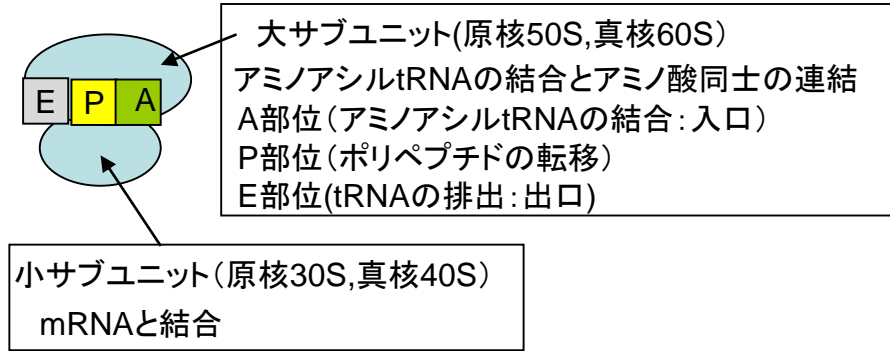 大サブユニット(原核50S,真核60S）
アミノアシルtRNAの結合とアミノ酸同士の連結
A部位（アミノアシルtRNAの結合：入口）
P部位（ポリペプチドの転移）
E部位(tRNAの排出：出口)
E P A
小サブユニット（原核30S,真核40S）
mRNAと結合